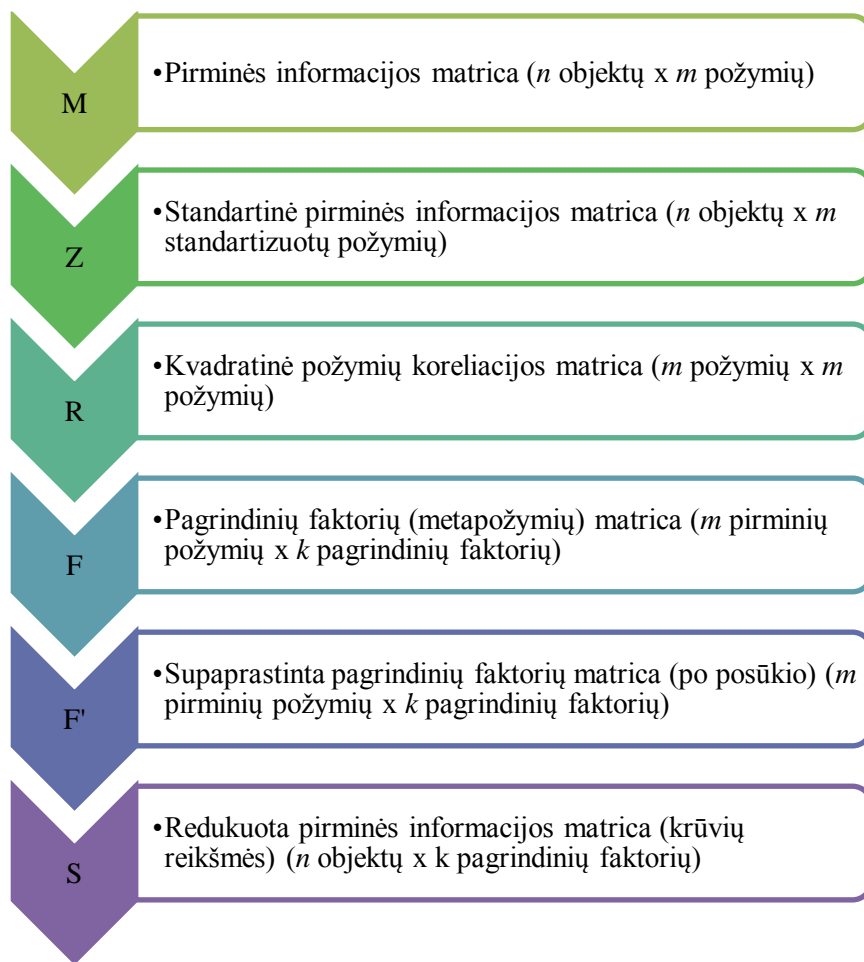 M
•Pirminės informacijos matrica (n objektų x m požymių)
Z
•Standartinė pirminės informacijos matrica (n objektų x m
standartizuotų požymių)
R
•Kvadratinė požymių koreliacijos matrica (m požymių x m
požymių)
F
•Pagrindinių faktorių (metapožymių) matrica (m pirminių
požymių x k pagrindinių faktorių)
F'
•Supaprastinta pagrindinių faktorių matrica (po posūkio) (m
pirminių požymių x k pagrindinių faktorių)
S
•Redukuota pirminės informacijos matrica (krūvių
reikšmės) (n objektų x k pagrindinių faktorių)